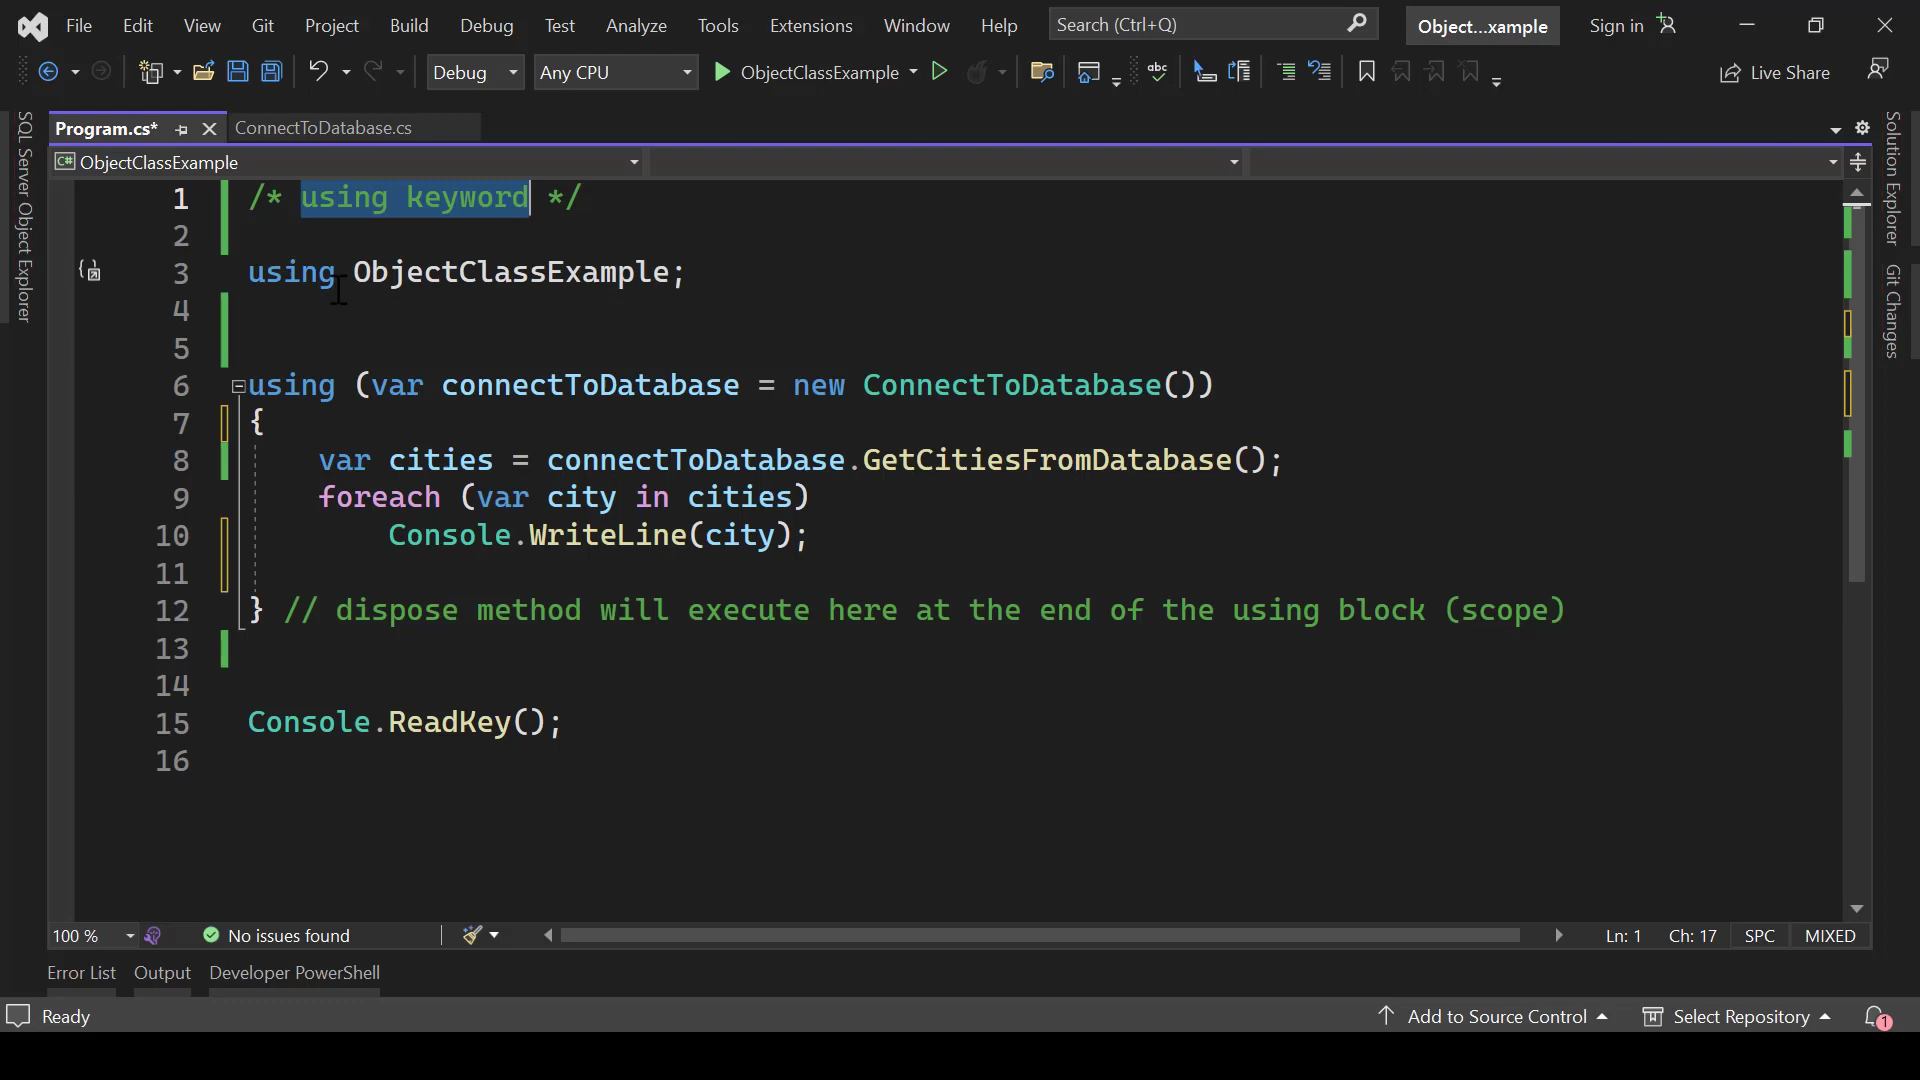 File Edit View Git Project Build Debug Test Analyze Tools Extensions Window Help Search (Ctrl+Q) Object...xample Sign in
Debug Any CPU ObjectClassExample Live Share
SQL Server Object Explorer
Program.cs* ConnectToDatabase.cs
ObjectClassExample
1 /* using keyword */
2
3 using ObjectClassExample;
4
5
6 using (var connectToDatabase = new ConnectToDatabase())
7 {
8 var cities = connectToDatabase.GetCitiesFromDatabase();
9 foreach (var city in cities)
10 Console.WriteLine(city);
11
12 } // dispose method will execute here at the end of the using block (scope)
13
14
15 Console.ReadKey();
16
Solution Explorer
Git Changes
100 % No issues found Ln: 1 Ch: 17 SPC MIXED
Error List Output Developer PowerShell
Ready Add to Source Control Select Repository 1